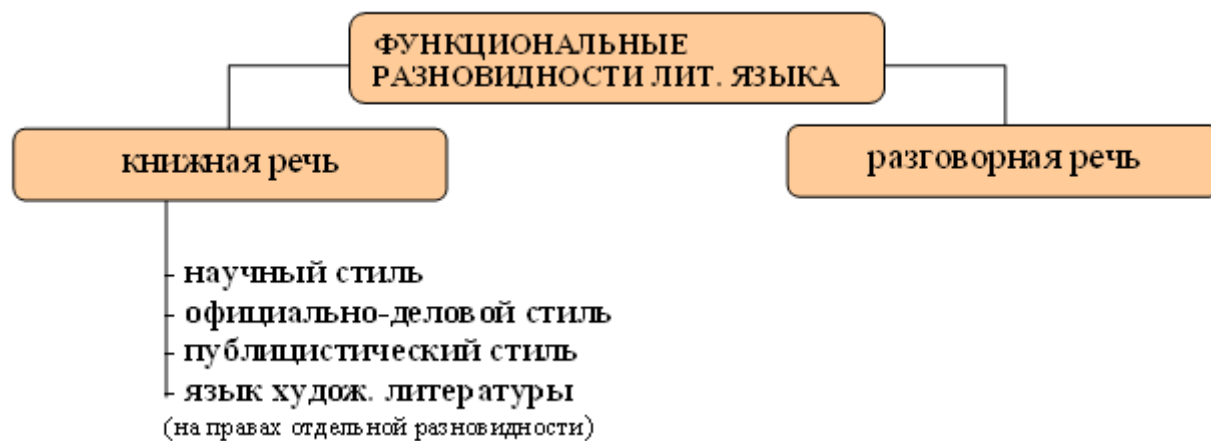 ФУНКЦИОНАЛЬНЫЕ
РАЗНОВИДНОСТИ ЛИТ. ЯЗЫКА
книжная речь
разговорная речь
- научный стиль
- официально-деловой стиль
- публицистический стиль
- язык худож. литературы
(на правах отдельной разновидности)